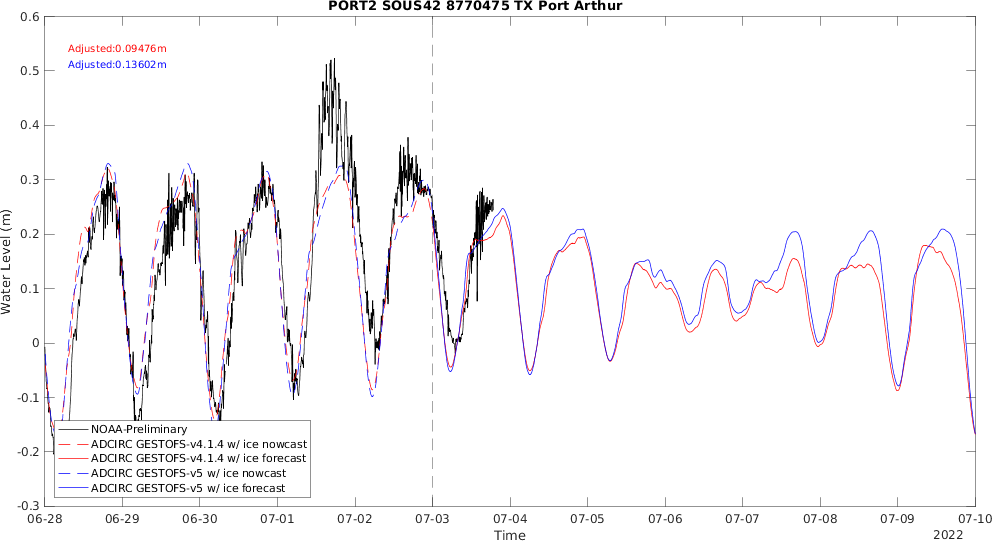 PORT2 SOUS42 8770475 TX Port Arthur
Adjusted:0.09476m
Adjusted:0.13602m
Water Level (m)
0.6
0.5
0.4
0.3
0.2
0.1
0
-0.1
-0.2
-0.3
NOAA-Preliminary
ADCIRC GESTOFS-v4.1.4 w/ ice nowcast
ADCIRC GESTOFS-v4.1.4 w/ ice forecast
ADCIRC GESTOFS-v5 w/ ice nowcast
ADCIRC GESTOFS-v5 w/ ice forecast
06-28 06-29 06-30 07-01 07-02 07-03 07-04 07-05 07-06 07-07 07-08 07-09 07-10
Time
2022